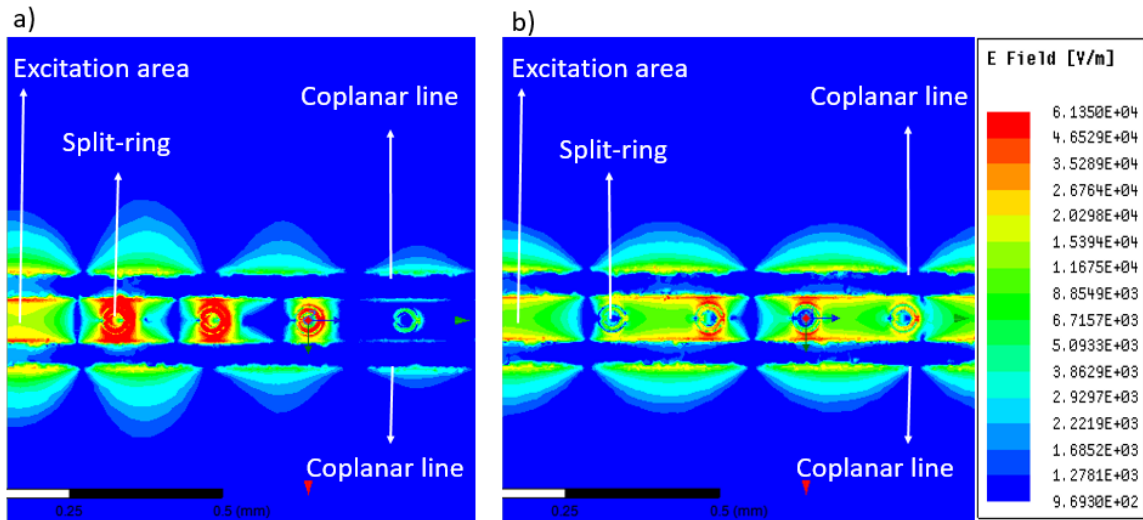 a)
Excitation area
Coplanar line
Split-ring
Coplanar line
0.25
0.5 (mm)
b)
Excitation area
Coplanar line
Split-ring
Coplanar line
0.25
0.5 (mm)
E Field [V/m]
6.1350E+04
4.6529E+04
3.5289E+04
2.6764E+04
2.0298E+04
1.5394E+04
1.1675E+04
8.8549E+03
6.7157E+03
5.0933E+03
3.8629E+03
2.9297E+03
2.2219E+03
1.6852E+03
1.2781E+03
9.6930E+02